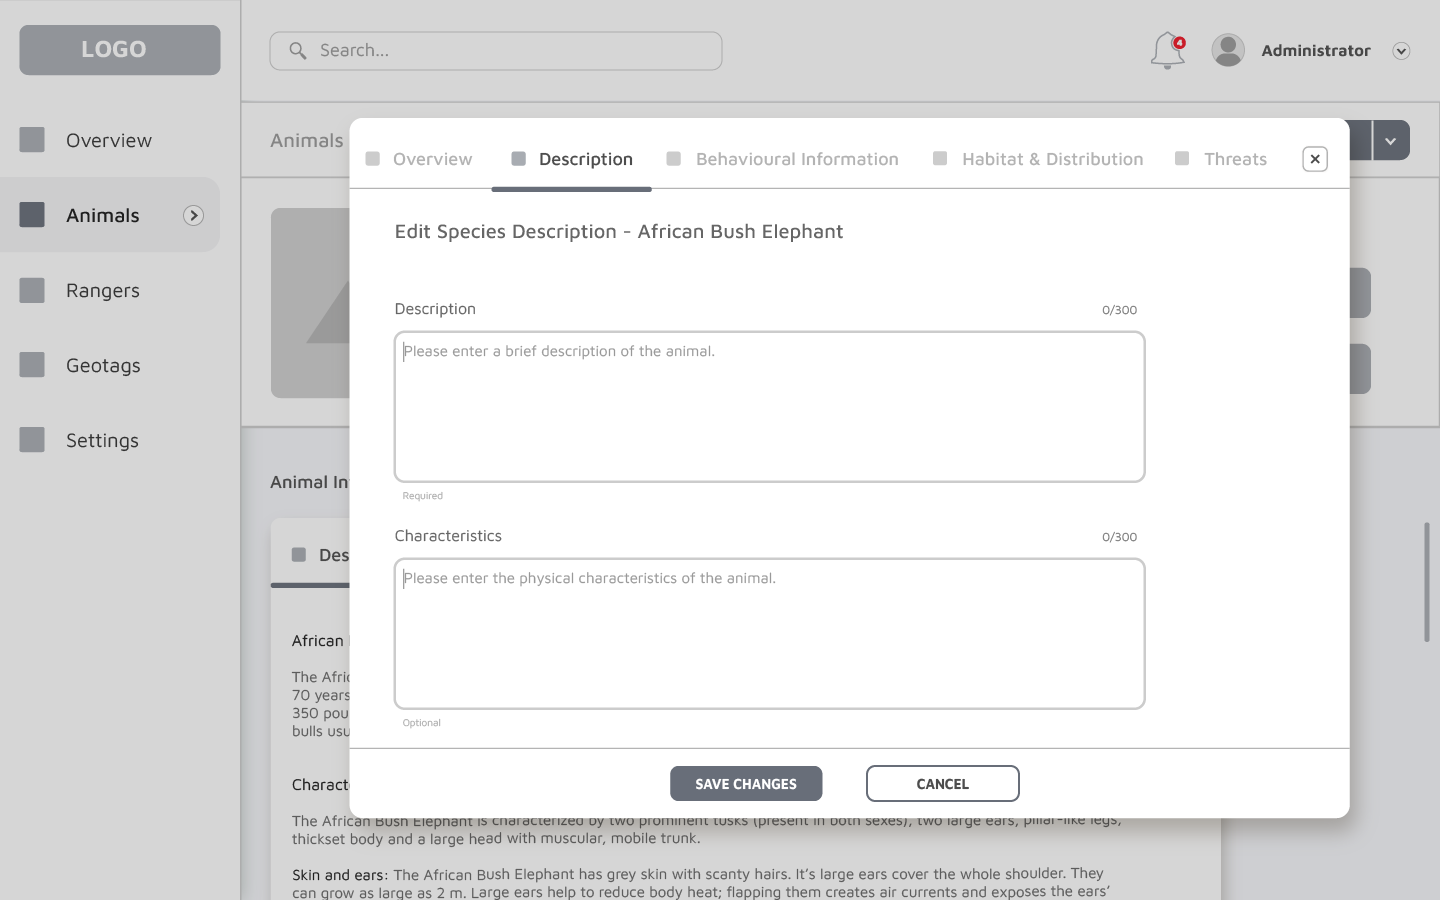 LOGO
Search...
4
Administrator
Overview
Animals
Rangers
Geotags
Settings
Animals
Overview
Description
Behavioural Information
Habitat & Distribution
Threats
Edit Species Description - African Bush Elephant
Description
0/300
Please enter a brief description of the animal.
Required
Characteristics
0/300
Please enter the physical characteristics of the animal.
Optional
SAVE CHANGES
CANCEL
Animal
African
The
70 years
350
bulls
The African Bush Elephant is characterized by two prominent tusks (present in both sexes), two large ears, pillar-like legs,
thickset body and a large head with muscular, mobile trunk.
Skin and ears: The African Bush Elephant has grey skin with scanty hairs. It's large ears cover the whole shoulder. They
can grow as large as 2 m. Large ears help to reduce body heat; flapping them creates air currents and exposes the ears'